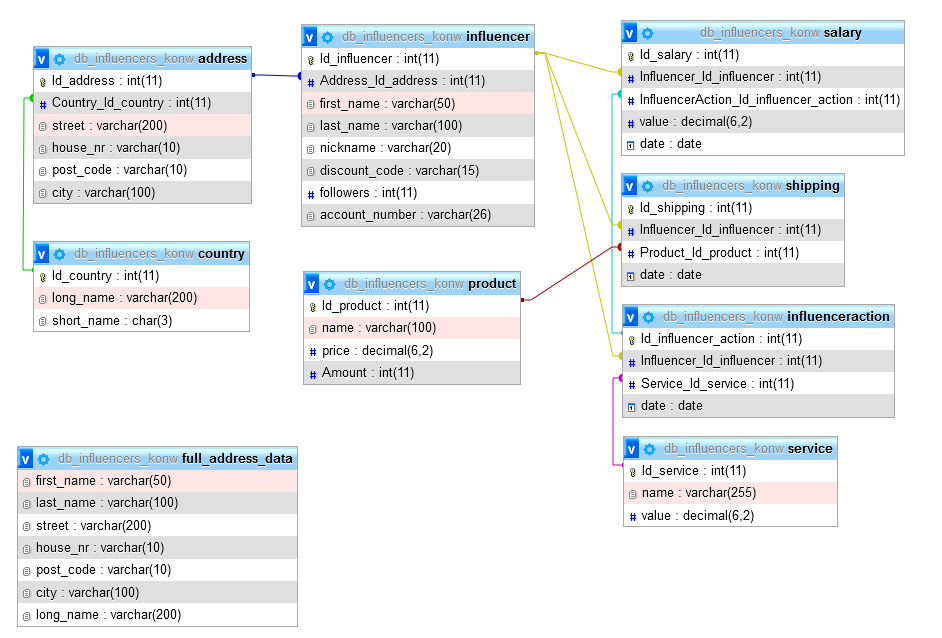 db_influencers_konw address
Id_address : int(11)
Country_Id_country : int(11)
street : varchar(200)
house_nr : varchar(10)
post_code : varchar(10)
city : varchar(100)
db_influencers_konw country
Id_country : int(11)
long_name : varchar(200)
short_name : char(3)
db_influencers_konw influencer
Id_influencer : int(11)
Address_Id_address : int(11)
first_name : varchar(50)
last_name : varchar(100)
nickname : varchar(20)
discount_code : varchar(15)
followers : int(11)
account_number : varchar(26)
db_influencers_konw product
Id_product : int(11)
name : varchar(100)
price : decimal(6,2)
Amount : int(11)
db_influencers_konw salary
Id_salary : int(11)
Influencer_Id_influencer : int(11)
InfluencerAction_Id_influencer_action : int(11)
value : decimal(6,2)
date : date
db_influencers_konw shipping
Id_shipping : int(11)
Influencer_Id_influencer : int(11)
Product_Id_product : int(11)
date : date
db_influencers_konw influenceraction
Id_influencer_action : int(11)
Influencer_Id_influencer : int(11)
Service_Id_service : int(11)
date : date
db_influencers_konw service
Id_service : int(11)
name : varchar(255)
value : decimal(6,2)
db_influencers_konw full_address_data
first_name : varchar(50)
last_name : varchar(100)
street : varchar(200)
house_nr : varchar(10)
post_code : varchar(10)
city : varchar(100)
long_name : varchar(200)